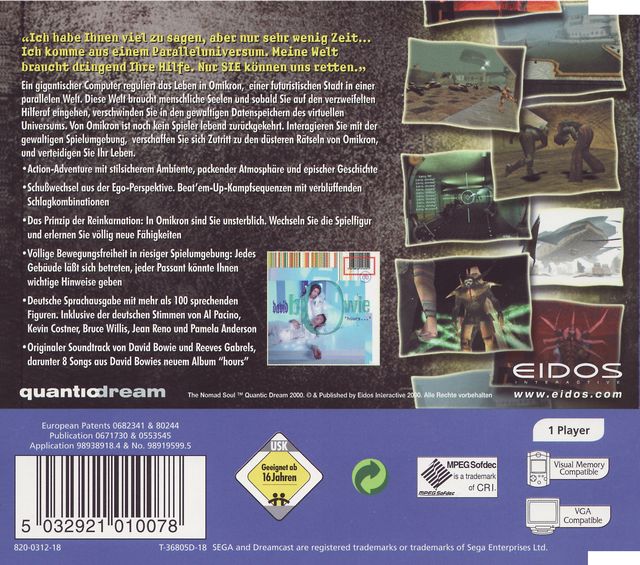 „Ich habe Ihnen viel zu sagen, aber nur sehr wenig Zeit...
Ich komme aus einem Paralleluniversum. Meine Welt
braucht dringend Ihre Hilfe. Nur SIE können uns retten.»
Ein gigantischer Computer reguliert das Leben in Omikron, einer futuristischen Stadt in einer
parallelen Welt. Diese Welt braucht menschliche Seelen und sobald Sie auf den verzweifelten
Hilferuf eingehen, verschwinden Sie in den gewaltigen Datenspeichern des virtuellen
Universums. Von Omikron ist noch kein Spieler lebend zurückgekehrt. Interagieren Sie mit der
gewaltigen Spielumgebung, verschaffen Sie sich Zutritt zu den düsteren Rätseln von Omikron,
und verteidigen Sie Ihr Leben.
•Action-Adventure mit stilsicherem Ambiente, packender Atmosphäre und epischer Geschichte
•Schußwechsel aus der Ego-Perspektive. Beat'em-Up-Kampfsequenzen mit verblüffenden
Schlagkombinationen
•Das Prinzip der Reinkarnation: In Omikron sind Sie unsterblich. Wechseln Sie die Spielfigur
und erlernen Sie völlig neue Fähigkeiten
•Völlige Bewegungsfreiheit in riesiger Spielumgebung: Jedes
Gebäude läßt sich betreten, jeder Passant könnte Ihnen
wichtige Hinweise geben
•Deutsche Sprachausgabe mit mehr als 100 sprechenden
Figuren. Inklusive der deutschen Stimmen von Al Pacino,
Kevin Costner, Bruce Willis, Jean Reno und Pamela Anderson
•Originaler Soundtrack von David Bowie und Reeves Gabrels,
darunter 8 Songs aus David Bowies neuem Album "hours"
david bowie
'hours...'
quanticdream
The Nomad Soul ™ Quantic Dream 2000. © & Published by Eidos Interactive 2000. Alle Rechte vorbehalten
EIDOS
INTERACTIVE
www.eidos.com
European Patents 0682341 & 80244
Publication 0671730 & 0553545
Application 98938918.4 & No. 98919599.5
5 032921 010078
USK
Geeignet ab
16 Jahren
MPEG Sofdec
is a trademark
of CRI.
MPEG Sofdec
1 Player
Visual Memory
Compatible
VGA
Compatible
820-0312-18
T-36805D-18
SEGA and Dreamcast are registered trademarks or trademarks of Sega Enterprises Ltd.